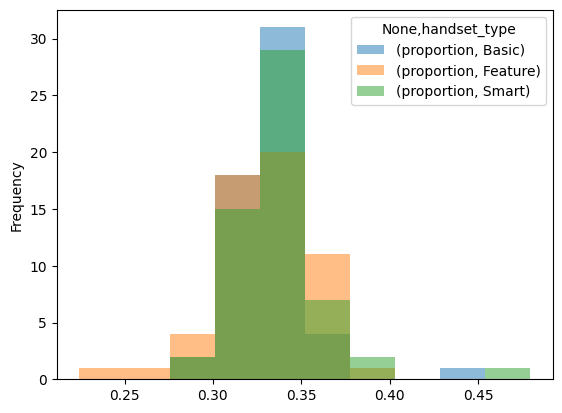 None,handset_type
(proportion, Basic)
(proportion, Feature)
(proportion, Smart)
Frequency
30
25
20
15
10
5
0
0.25 0.30 0.35 0.40 0.45